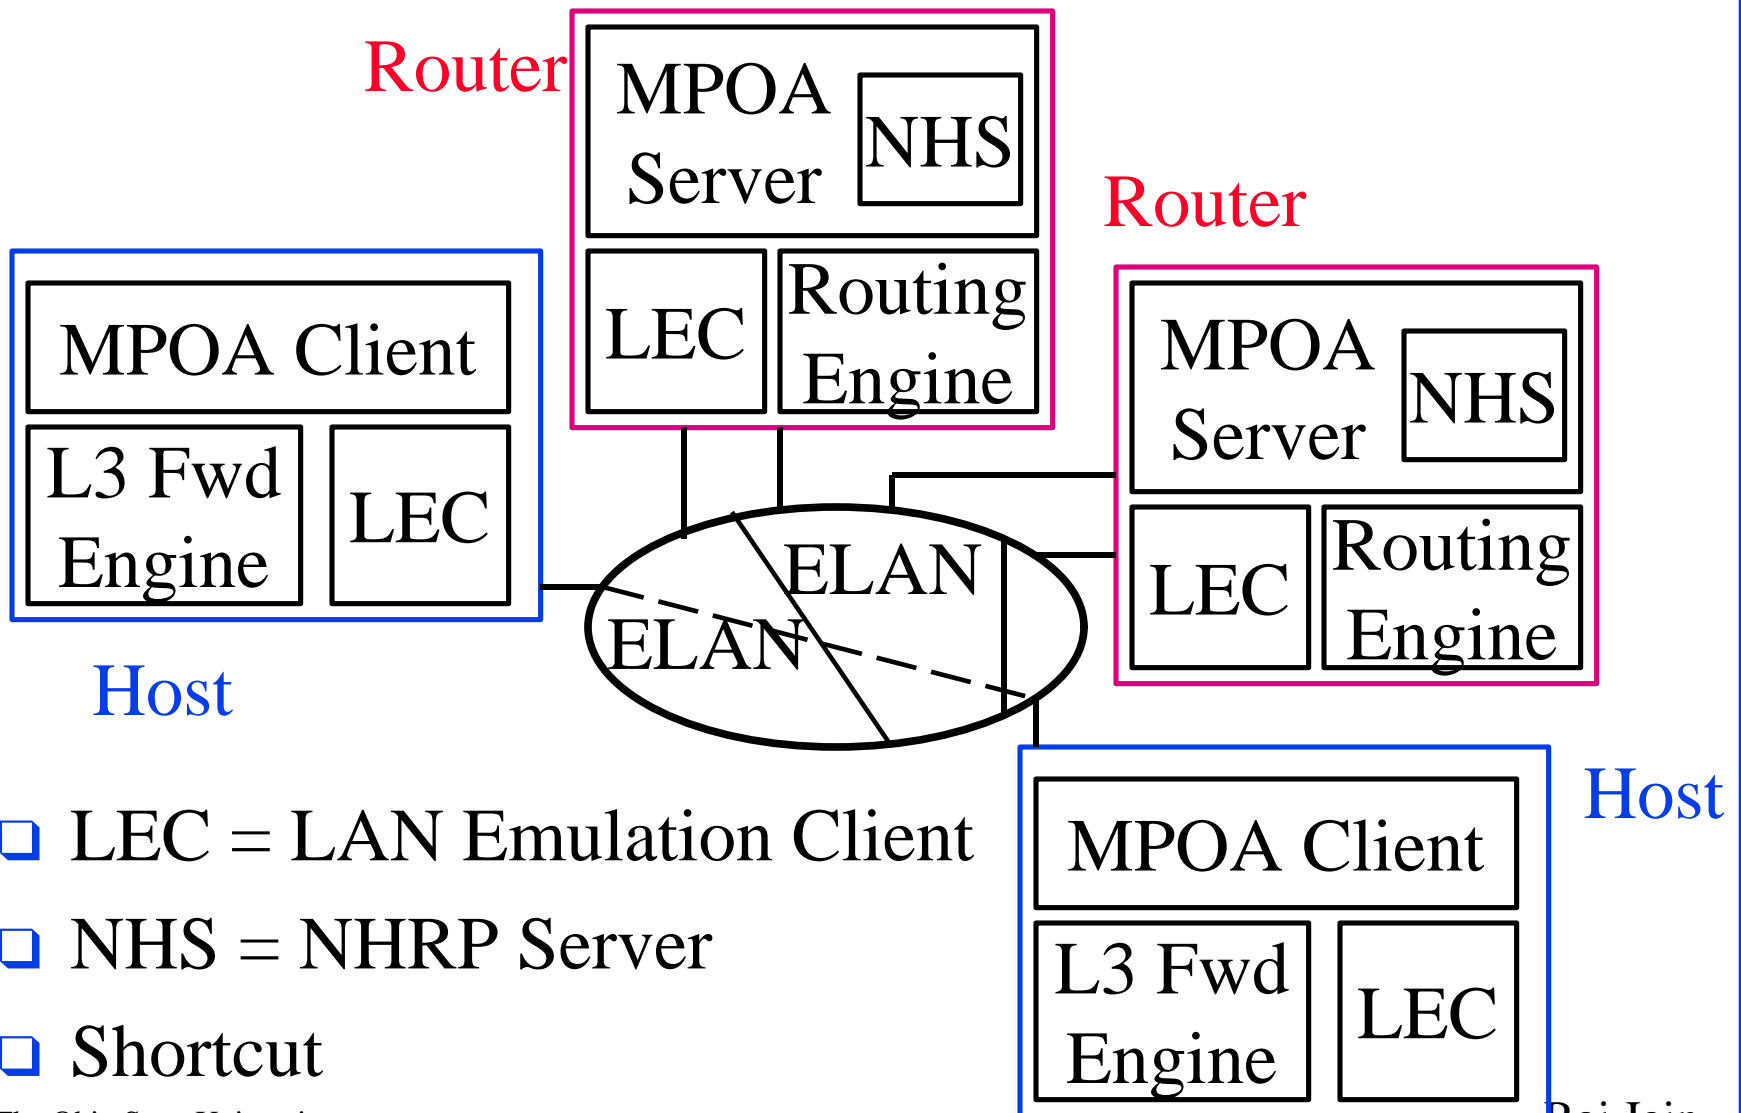 Router
MPOA
Server
NHS
LEC
Routing
Engine
Router
MPOA
Server
NHS
LEC
Routing
Engine
MPOA Client
L3 Fwd
Engine
LEC
Host
ELAN
ELAN
Host
MPOA Client
L3 Fwd
Engine
LEC
LEC = LAN Emulation Client
NHS = NHRP Server
Shortcut
Raj Jain